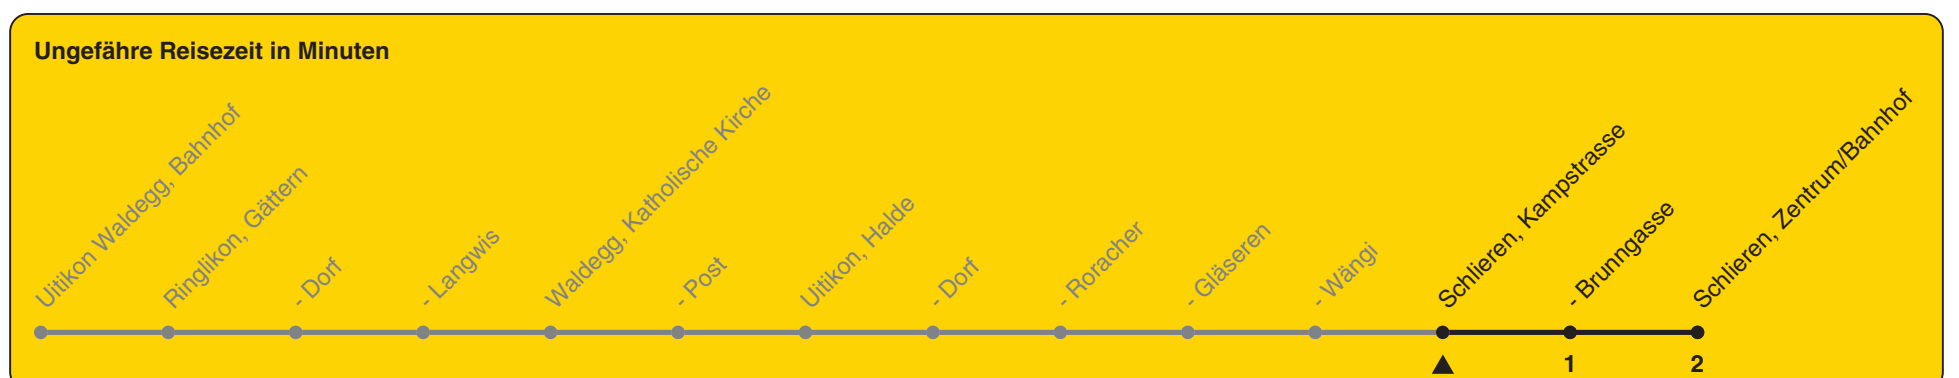 Ungefähre Reisezeit in Minuten
Uitikon Waldegg, Bahnhof
Ringlikon, Gättern
- Dorf
- Langwis
Waldegg, Katholische Kirche
- Post
Uitikon, Halde
- Dorf
- Roracher
- Gläseren
- Wängi
Schlieren, Kampstrasse
- Brunngasse
Schlieren, Zentrum/Bahnhof
1
2